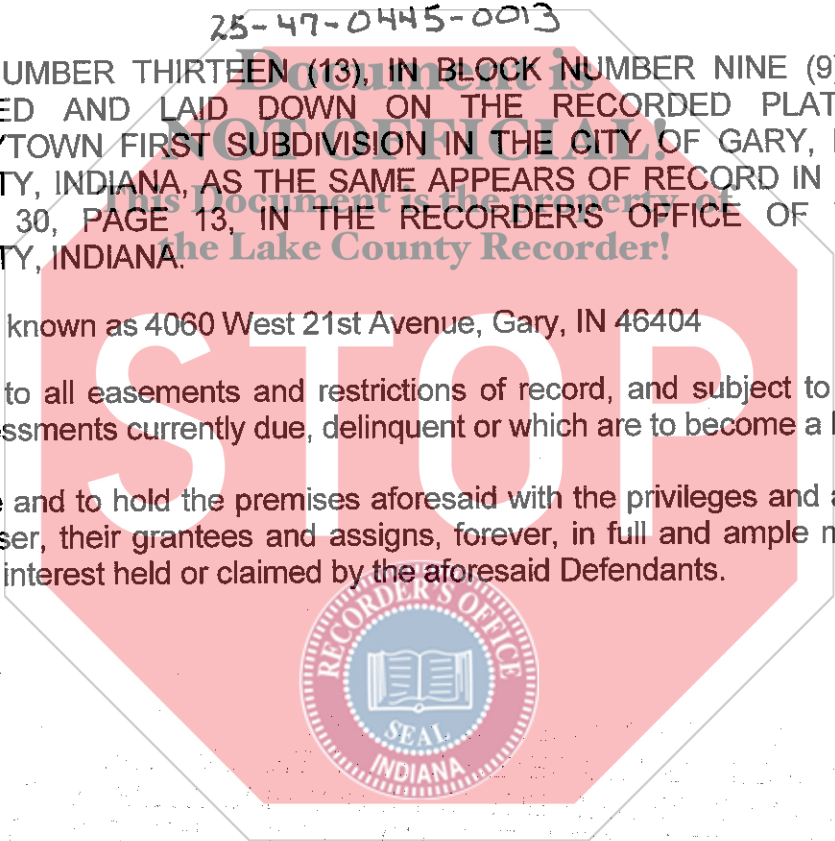 25-47-0445-0013
UMBER THIRTEEN (13), IN BLOCK NUMBER NINE (9)
ED AND LAID DOWN ON THE RECORDED PLAT
YTOWN FIRST SUBDIVISION IN THE CITY OF GARY,
TY, INDIANA, AS THE SAME APPEARS OF RECORD IN
30, PAGE 13, IN THE RECORDER'S OFFICE OF
TY, INDIANA.
known as 4060 West 21st Avenue, Gary, IN 46404
to all easements and restrictions of record, and subject to
ssments currently due, delinquent or which are to become a
and to hold the premises aforesaid with the privileges and
ser, their grantees and assigns, forever, in full and ample
interest held or claimed by the aforesaid Defendants.
Document is
NOT OFFICIAL!
This Document is the property of
the Lake County Recorder!
STOP
RECORDER'S OFFICE
SEAL
INDIANA